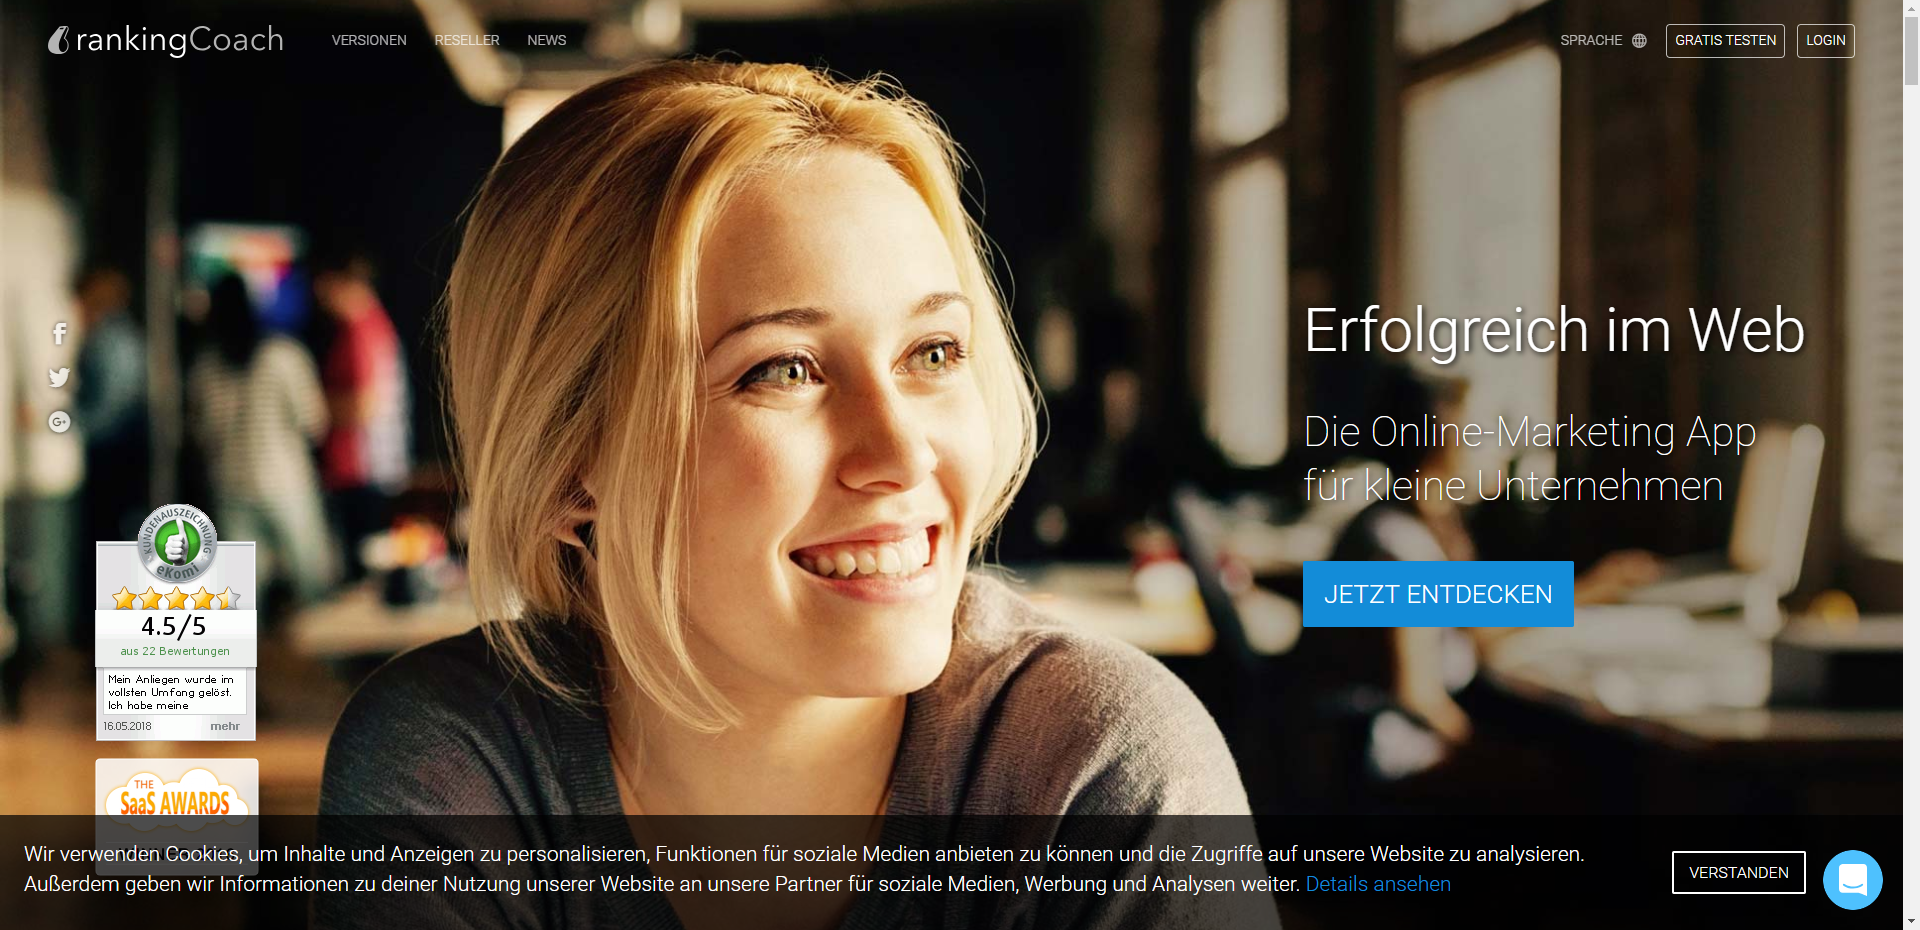 rankingCoach
VERSIONEN
RESELLER
NEWS
SPRACHE
GRATIS TESTEN
LOGIN
Erfolgreich im Web
Die Online-Marketing App
für kleine Unternehmen
JETZT ENTDECKEN
KUNDENAUSZEICHNUNG
eKomi
4.5/5
aus 22 Bewertungen
Mein Anliegen wurde im
vollsten Umfang gelöst.
Ich habe meine
16.05.2018
mehr
THE
SaaS AWARDS
Wir verwenden Cookies, um Inhalte und Anzeigen zu personalisieren, Funktionen für soziale Medien anbieten zu können und die Zugriffe auf unsere Website zu analysieren.
Außerdem geben wir Informationen zu deiner Nutzung unserer Website an unsere Partner für soziale Medien, Werbung und Analysen weiter. Details ansehen
VERSTANDEN